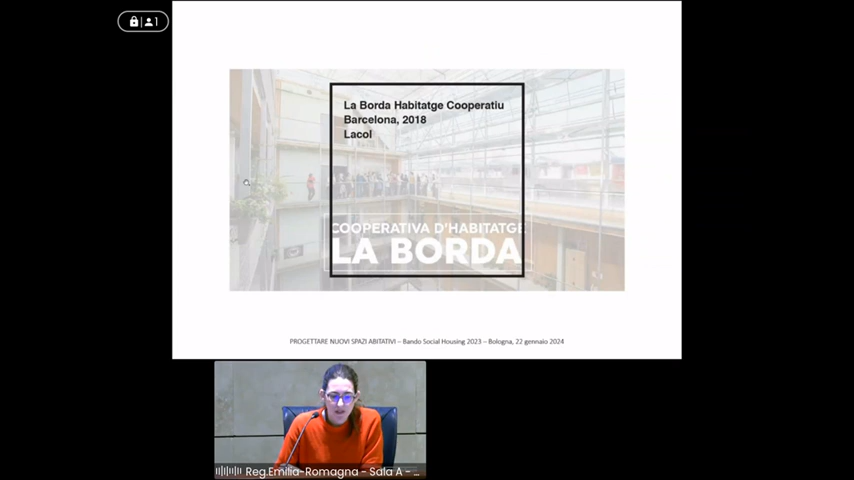 1
La Borda Habitatge Cooperatiu
Barcelona, 2018
Lacol
COOPERATIVA D'HABITATGE
LA BORDA
PROGETTARE NUOVI SPAZI ABITATIVI – Bando Social Housing 2023 – Bologna, 22 gennaio 2024
Reg.Emilia-Romagna - Sala A - ...